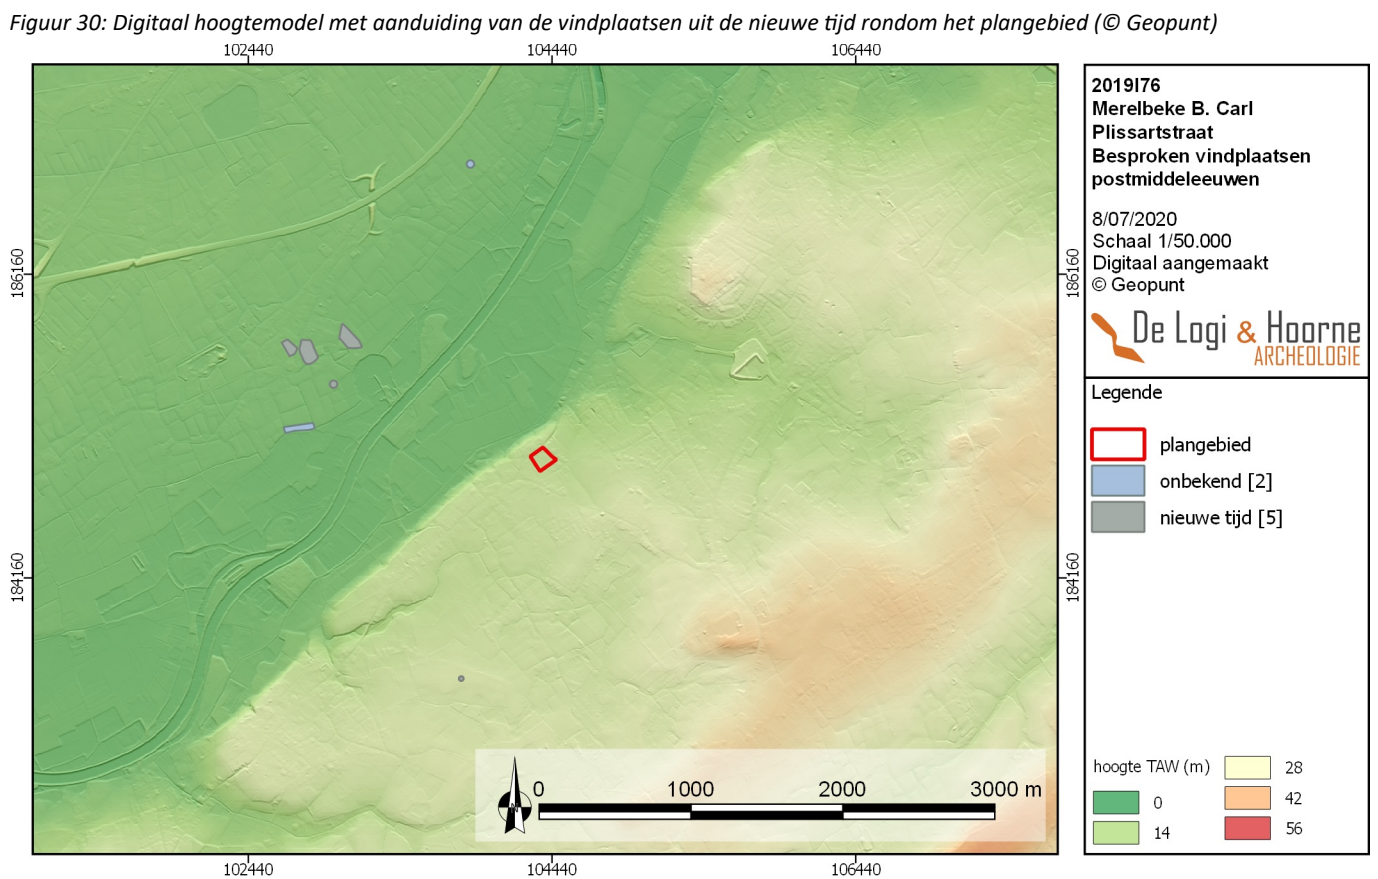 Figuur 30: Digitaal hoogtemodel met aanduiding van de vindplaatsen uit de nieuwe tijd rondom het plangebied (© Geopunt)
102440 104440 106440
186160 186160
184160 184160
102440 104440 106440
N
0 1000 2000 3000 m
2019I76
Merelbeke B. Carl
Plissartstraat
Besproken vindplaatsen
postmiddeleeuwen
8/07/2020
Schaal 1/50.000
Digitaal aangemaakt
© Geopunt
De Logi & Hoorne
ARCHEOLOGIE
Legende
plangebied
onbekend [2]
nieuwe tijd [5]
hoogte TAW (m)
0
14
28
42
56